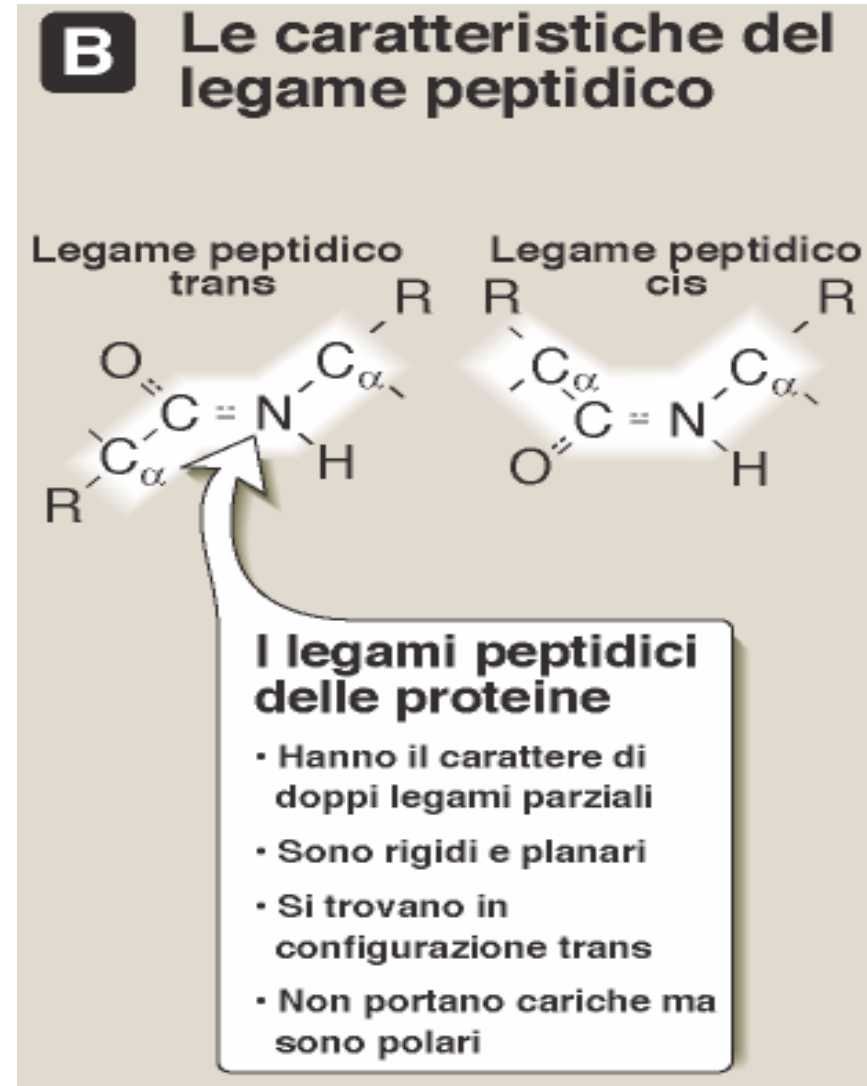 B Le caratteristiche del
legame peptidico
Legame peptidico
trans
R
O
Cα
C = N
H
Cα
R
Legame peptidico
cis
R R
Cα Cα
C = N
O H
I legami peptidici
delle proteine
· Hanno il carattere di
doppi legami parziali
· Sono rigidi e planari
· Si trovano in
configurazione trans
· Non portano cariche ma
sono polari